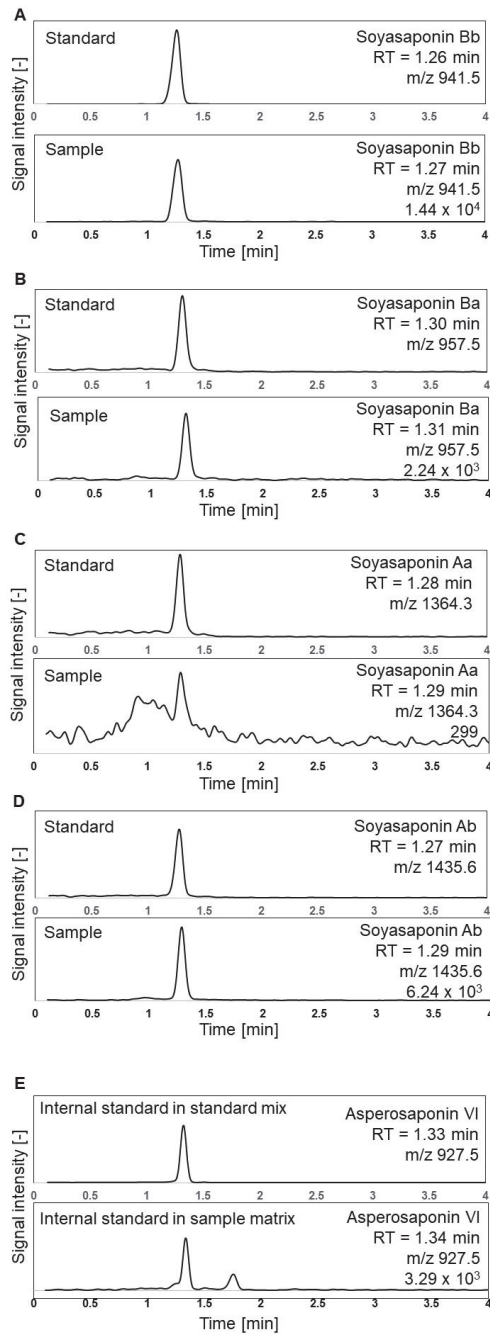 A
Signal intensity [-]
Standard
Soyasaponin Bb
RT = 1.26 min
m/z 941.5
0 0.5 1 1.5 2 2.5 3 3.5 4
Sample
Soyasaponin Bb
RT = 1.27 min
m/z 941.5
1.44 x 10⁴
0 0.5 1 1.5 2 2.5 3 3.5 4
Time [min]
B
Signal intensity [-]
Standard
Soyasaponin Ba
RT = 1.30 min
m/z 957.5
0 0.5 1 1.5 2 2.5 3 3.5 4
Sample
Soyasaponin Ba
RT = 1.31 min
m/z 957.5
2.24 x 10³
0 0.5 1 1.5 2 2.5 3 3.5 4
Time [min]
C
Signal intensity [-]
Standard
Soyasaponin Aa
RT = 1.28 min
m/z 1364.3
0 0.5 1 1.5 2 2.5 3 3.5 4
Sample
Soyasaponin Aa
RT = 1.29 min
m/z 1364.3
299
0 0.5 1 1.5 2 2.5 3 3.5 4
Time [min]
D
Signal intensity [-]
Standard
Soyasaponin Ab
RT = 1.27 min
m/z 1435.6
0 0.5 1 1.5 2 2.5 3 3.5 4
Sample
Soyasaponin Ab
RT = 1.29 min
m/z 1435.6
6.24 x 10³
0 0.5 1 1.5 2 2.5 3 3.5 4
Time [min]
E
Signal intensity [-]
Internal standard in standard mix
Asperosaponin VI
RT = 1.33 min
m/z 927.5
0 0.5 1 1.5 2 2.5 3 3.5 4
Internal standard in sample matrix
Asperosaponin VI
RT = 1.34 min
m/z 927.5
3.29 x 10³
0 0.5 1 1.5 2 2.5 3 3.5 4
Time [min]